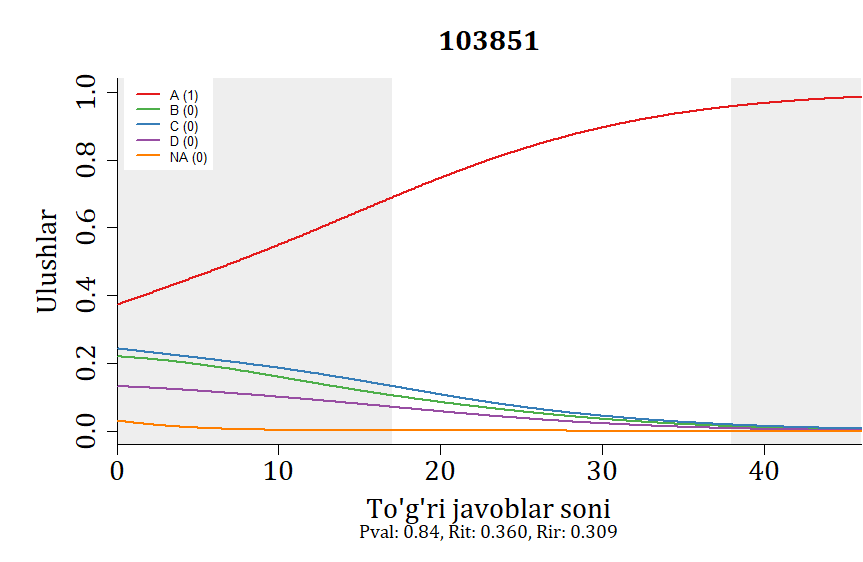 103851
A (1)
B (0)
C (0)
D (0)
NA (0)
Ulushlar
0.0 0.2 0.4 0.6 0.8 1.0
0 10 20 30 40
To'g'ri javoblar soni
Pval: 0.84, Rit: 0.360, Rir: 0.309